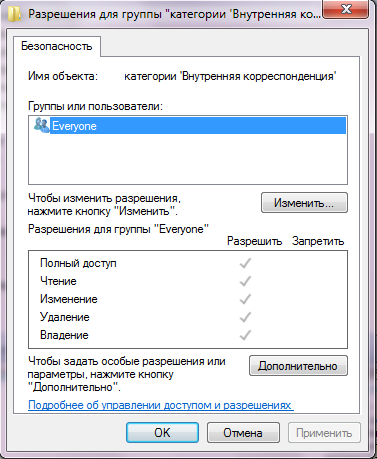 Разрешения для группы "категории 'Внутренняя ко...
Безопасность
Имя объекта: категории 'Внутренняя корреспонденция'
Группы или пользователи:
Everyone
Чтобы изменить разрешения,
нажмите кнопку "Изменить".
Изменить...
Разрешения для группы "Everyone"
Разрешить Запретить
Полный доступ
Чтение
Изменение
Удаление
Владение
Чтобы задать особые разрешения или
параметры, нажмите кнопку
"Дополнительно".
Дополнительно
Подробнее об управлении доступом и разрешениях
OK Отмена Применить